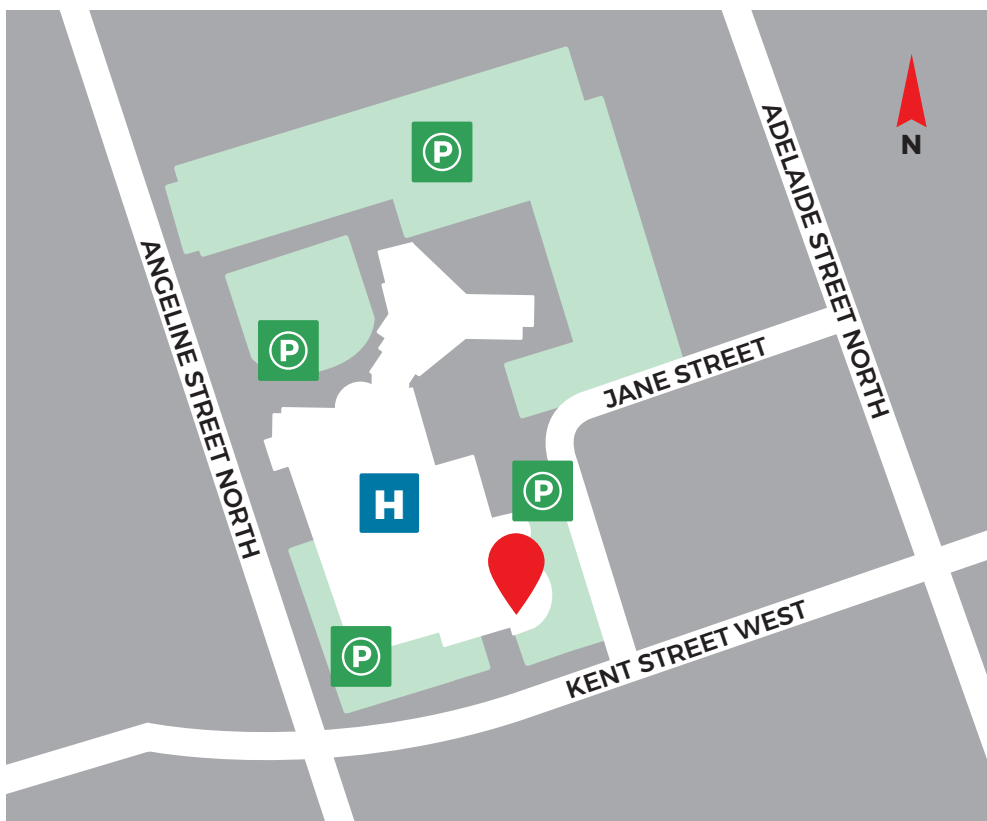 P
N
ADELAIDE STREET NORTH
ANGELINE STREET NORTH
P
JANE STREET
H
P
P
KENT STREET WEST